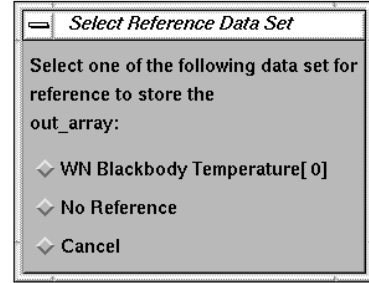 Select Reference Data Set
Select one of the following data set for
reference to store the
out_array:
WN Blackbody Temperature[ 0]
No Reference
Cancel